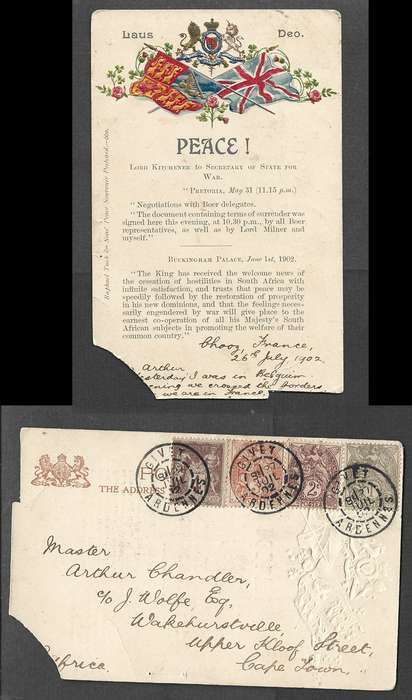 Laus Deo.
PEACE!
Lord Kitchener to Secretary of State for
War.
"Pretoria, May 31 (11.15 p.m.)
"Negotiations with Boer delegates.
"The document containing terms of surrender was
signed here this evening, at 10.30 p.m., by all Boer
representatives, as well as by Lord Milner and
myself."
Buckingham Palace, June 1st, 1902.
"The King has received the welcome news of
the cessation of hostilities in South Africa with
infinite satisfaction, and trusts that peace may be
speedily followed by the restoration of prosperity
in his new dominions, and that the feelings neces-
sarily engendered by war will give place to the
earnest co-operation of all his Majesty's South
African subjects in promoting the welfare of their
common country."
Raphael Tuck & Sons' Peace Souvenir Postcard.
Chooz, France,
26th July 1902
Arthur
yesterday I was in Belgium
we crossed the borders
we are in France
THE ADDRESS
GIVET
ARDENNES
GIVET
ARDENNES
GIVET
ARDENNES
2
Master
Arthur Chandler,
c/o J. Wolfe, Esq,
Wakehurstville,
Upper Kloof Street,
Cape Town,
Africa